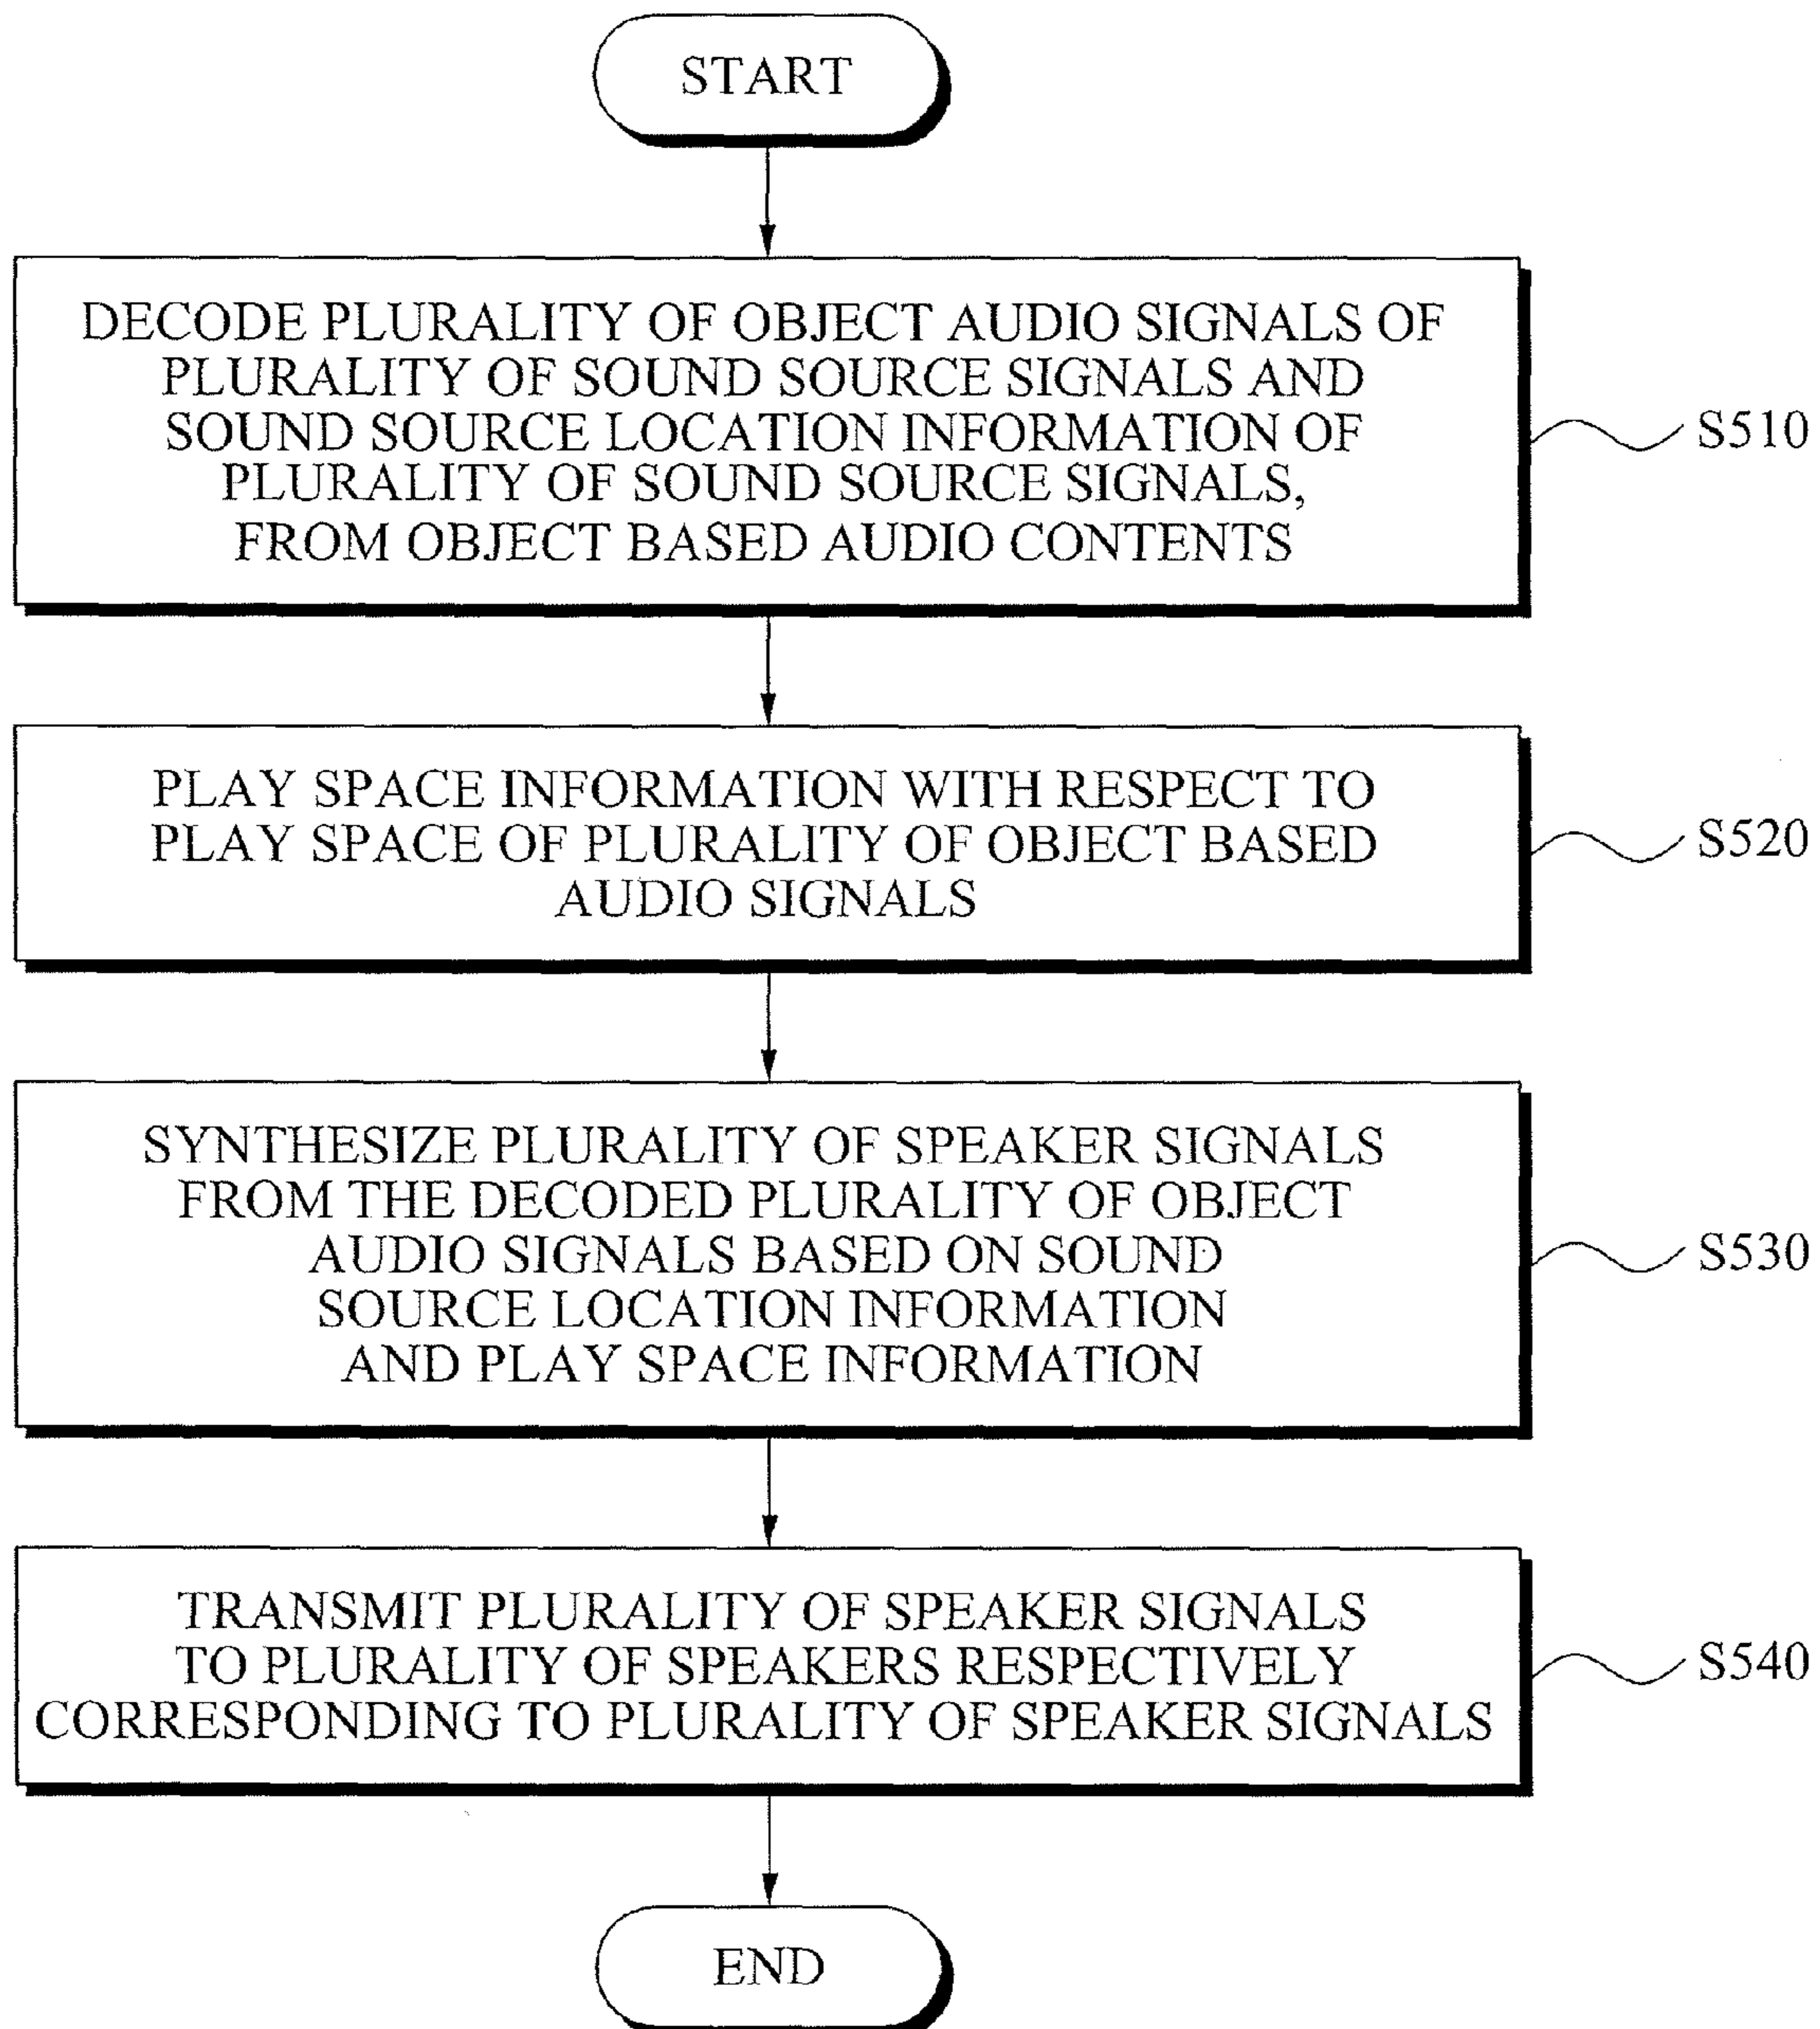 START
DECODE PLURALITY OF OBJECT AUDIO SIGNALS OF
PLURALITY OF SOUND SOURCE SIGNALS AND
SOUND SOURCE LOCATION INFORMATION OF
PLURALITY OF SOUND SOURCE SIGNALS,
FROM OBJECT BASED AUDIO CONTENTS
S510
PLAY SPACE INFORMATION WITH RESPECT TO
PLAY SPACE OF PLURALITY OF OBJECT BASED
AUDIO SIGNALS
S520
SYNTHESIZE PLURALITY OF SPEAKER SIGNALS
FROM THE DECODED PLURALITY OF OBJECT
AUDIO SIGNALS BASED ON SOUND
SOURCE LOCATION INFORMATION
AND PLAY SPACE INFORMATION
S530
TRANSMIT PLURALITY OF SPEAKER SIGNALS
TO PLURALITY OF SPEAKERS RESPECTIVELY
CORRESPONDING TO PLURALITY OF SPEAKER SIGNALS
S540
END